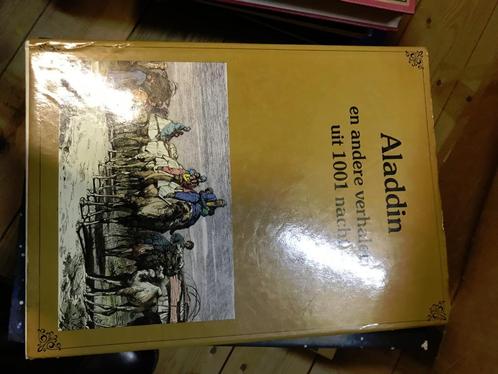 Aladdin
en andere verhalen
uit 1001 nacht